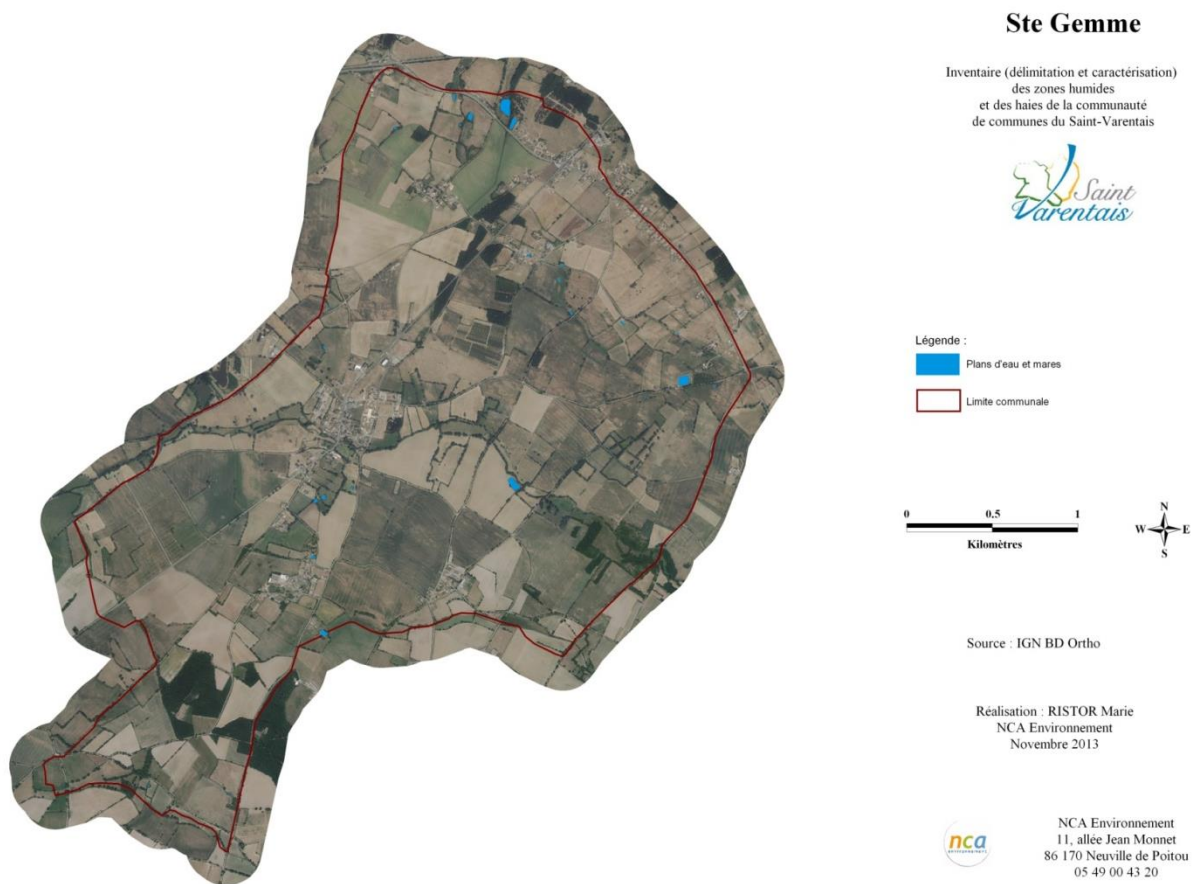 Ste Gemme
Inventaire (délimitation et caractérisation)
des zones humides
et des haies de la communauté
de communes du Saint-Varentais
Saint
Varentais
Légende :
Plans d'eau et mares
Limite communale
0 0.5 1
Kilomètres
N
W E
S
Source : IGN BD Ortho
Réalisation : RISTOR Marie
NCA Environnement
Novembre 2013
nca
environnement
NCA Environnement
11, allée Jean Monnet
86 170 Neuville de Poitou
05 49 00 43 20